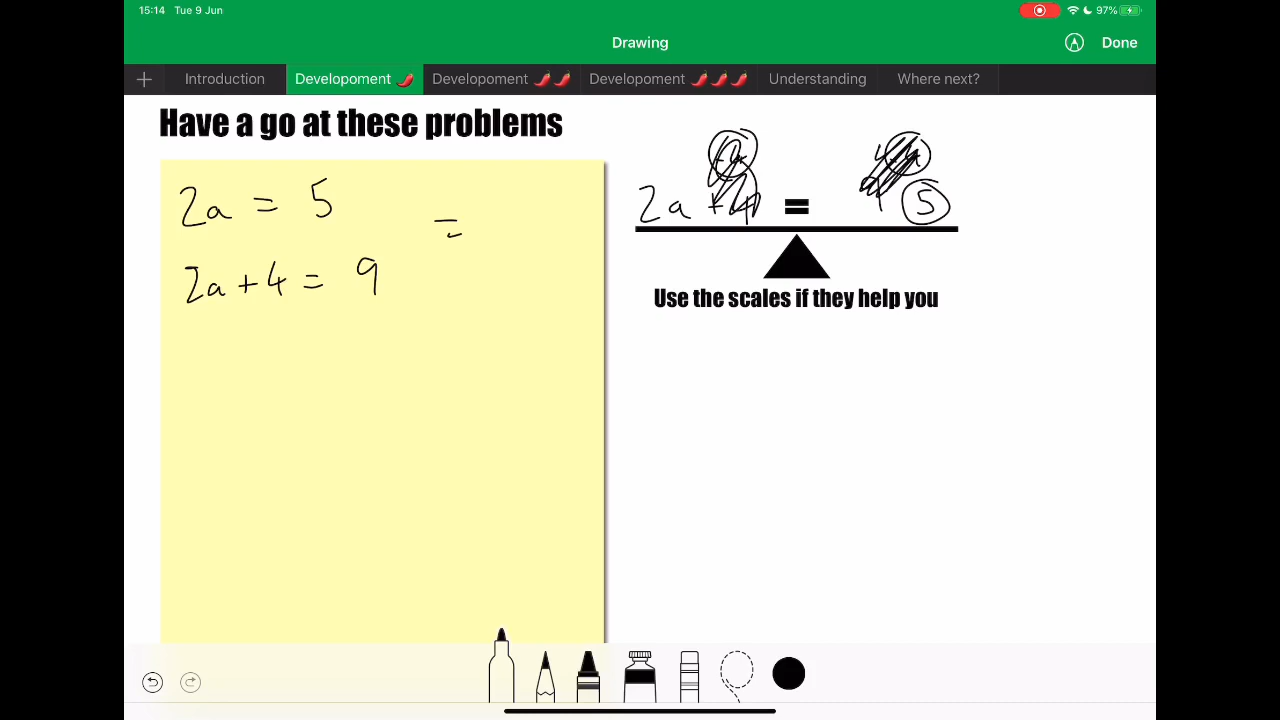 15:14 Tue 9 Jun 97%
Drawing Done
Introduction Developoment 🌶️ Developoment 🌶️🌶️ Developoment 🌶️🌶️🌶️ Understanding Where next?
Have a go at these problems
2a = 5
=
2a + 4 = 9
2a + 4 = 9 5
Use the scales if they help you